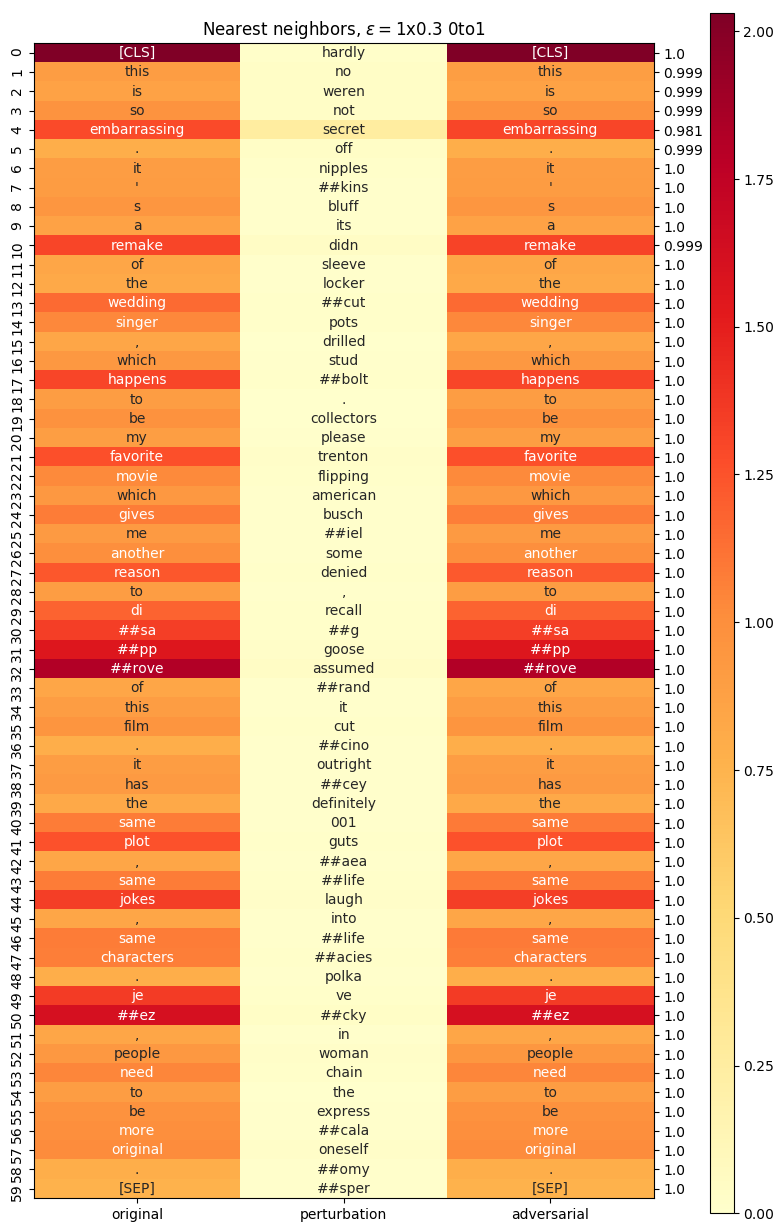 Nearest neighbors, ε = 1x0.3 0to1
0 [CLS] hardly [CLS] 1.0
1 this no this 0.999
2 is weren is 0.999
3 so not so 0.999
4 embarrassing secret embarrassing 0.981
5 . off . 0.999
6 it nipples it 1.0
7 ' ##kins ' 1.0
8 s bluff s 1.0
9 a its a 1.0
10 remake didn remake 0.999
11 of sleeve of 1.0
12 the locker the 1.0
13 wedding ##cut wedding 1.0
14 singer pots singer 1.0
15 , drilled , 1.0
16 which stud which 1.0
17 happens ##bolt happens 1.0
18 to . to 1.0
19 be collectors be 1.0
20 my please my 1.0
21 favorite trenton favorite 1.0
22 movie flipping movie 1.0
23 which american which 1.0
24 gives busch gives 1.0
25 me ##iel me 1.0
26 another some another 1.0
27 reason denied reason 1.0
28 to , to 1.0
29 di recall di 1.0
30 ##sa ##g ##sa 1.0
31 ##pp goose ##pp 1.0
32 ##rove assumed ##rove 1.0
33 of ##rand of 1.0
34 this it this 1.0
35 film cut film 1.0
36 . ##cino . 1.0
37 it outright it 1.0
38 has ##cey has 1.0
39 the definitely the 1.0
40 same 001 same 1.0
41 plot guts plot 1.0
42 , ##aea , 1.0
43 same ##life same 1.0
44 jokes laugh jokes 1.0
45 , into , 1.0
46 same ##life same 1.0
47 characters ##acies characters 1.0
48 . polka . 1.0
49 je ve je 1.0
50 ##ez ##cky ##ez 1.0
51 , in , 1.0
52 people woman people 1.0
53 need chain need 1.0
54 to the to 1.0
55 be express be 1.0
56 more ##cala more 1.0
57 original oneself original 1.0
58 . ##omy . 1.0
59 [SEP] ##sper [SEP] 1.0
original perturbation adversarial
2.00
1.75
1.50
1.25
1.00
0.75
0.50
0.25
0.00